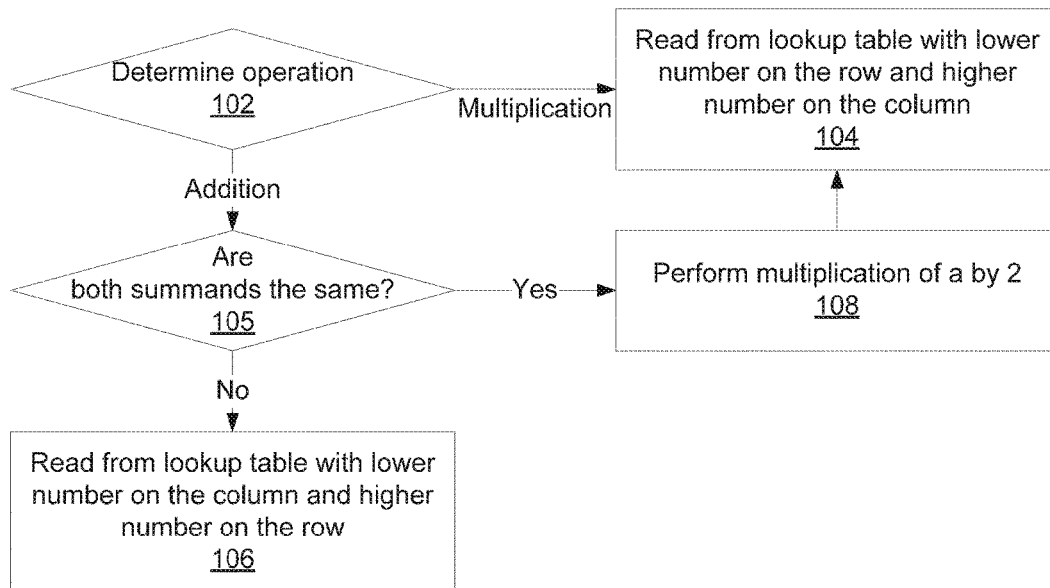 Determine operation
102
Multiplication
Read from lookup table with lower
number on the row and higher
number on the column
104
Addition
Are
both summands the same?
105
Yes
Perform multiplication of a by 2
108
No
Read from lookup table with lower
number on the column and higher
number on the row
106